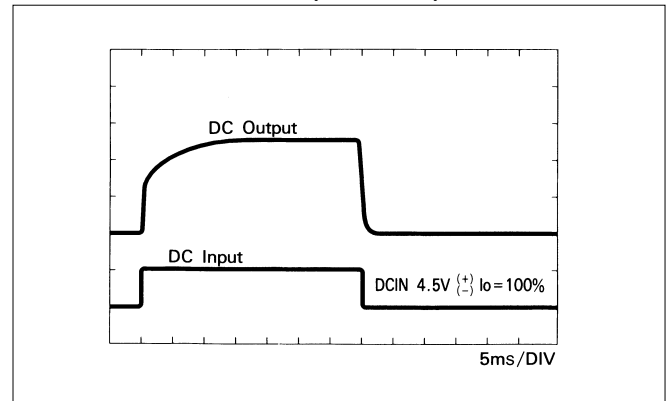 DC Output
DC Input
DCIN 4.5V (+) (-) Io=100%
5ms/DIV